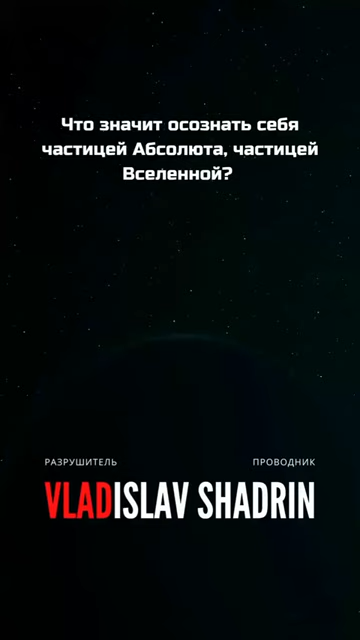 Что значит осознать себя
частицей Абсолюта, частицей
Вселенной?
РАЗРУШИТЕЛЬ ПРОВОДНИК
VLADISLAV SHADRIN